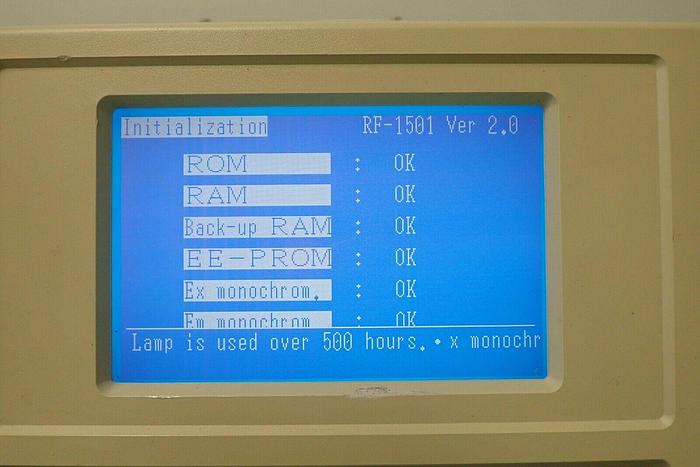 Initialization RF-1501 Ver 2.0
ROM : OK
RAM : OK
Back-up RAM : OK
EE-PROM : OK
Ex monochrom. : OK
Em monochrom : OK
Lamp is used over 500 hours. • x monochr